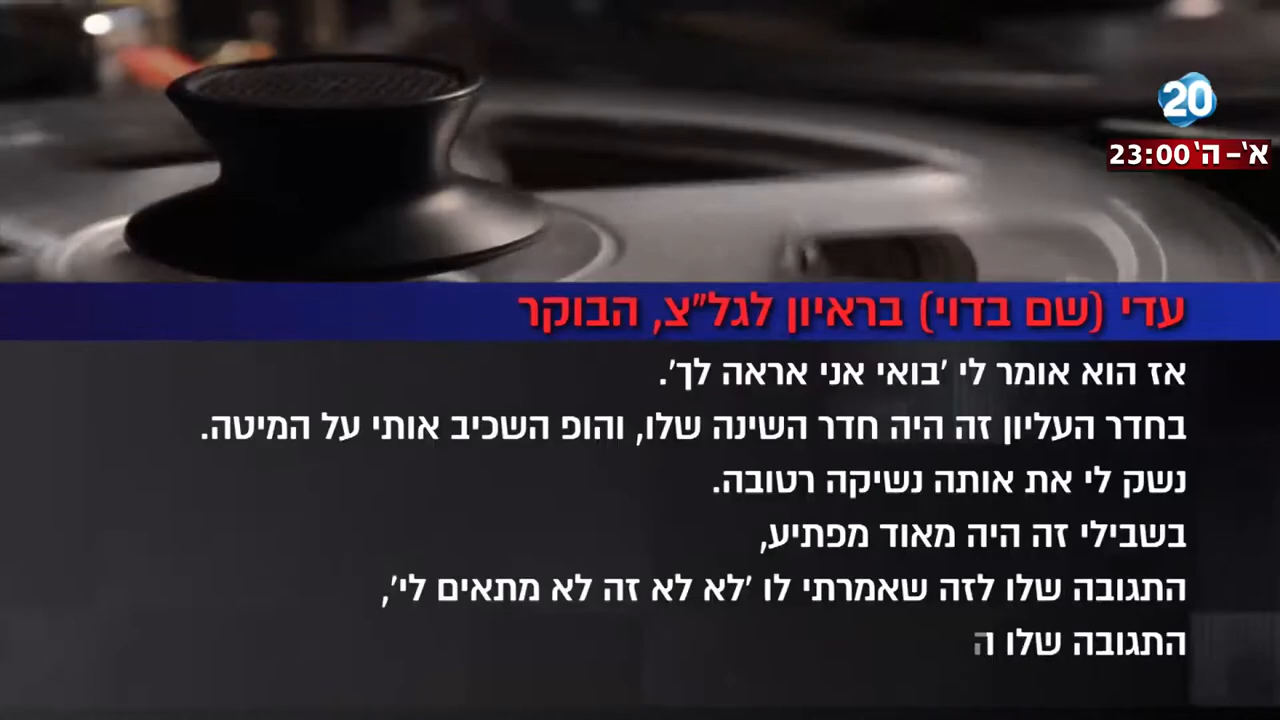 20
א'-ה' 23:00
עדי (שם בדוי) בראיון לגל"צ, הבוקר
אז הוא אומר לי 'בואי אני אראה לך'.
בחדר העליון זה היה חדר השינה שלו, והופ השכיב אותי על המיטה.
נשק לי את אותה נשיקה רטובה.
בשבילי זה היה מאוד מפתיע,
התגובה שלו לזה שאמרתי לו 'לא לא זה לא מתאים לי',
התגובה שלו ה